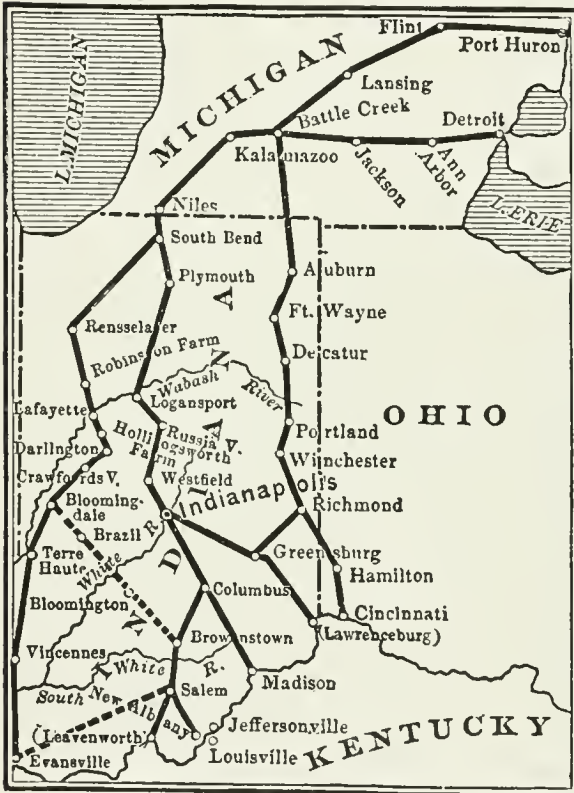 Flint
Port Huron
L. MICHIGAN
MICHIGAN
Lansing
Battle Creek
Detroit
Kalamazoo
Jackson
Ann
Arbor
L. ERIE
Niles
South Bend
Plymouth
Auburn
Ft. Wayne
Rensselaer
Robinson Farm
Decatur
Wabash
River
Logansport
Lafayette
OHIO
Russia V.
Portland
Hollingsworth
Farm
Darlington
Winchester
Crawfords V.
Westfield
INDIANA
Indianapolis
Richmond
Blooming-
dale
Brazil
White
R.
Terre
Haute
Greensburg
Hamilton
Bloomington
Columbus
Cincinnati
(Lawrenceburg)
Brownstown
Vincennes
White
R.
Madison
South
Salem
New Albany
Jeffersonville
(Leavenworth)
Louisville
KENTUCKY
Evansville